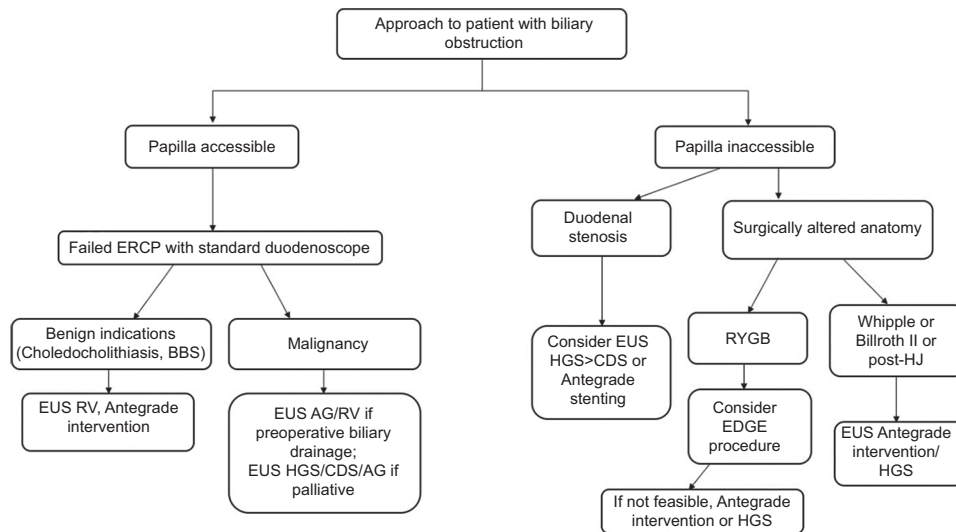 Approach to patient with biliary
obstruction
Papilla accessible
Papilla inaccessible
Failed ERCP with standard duodenoscope
Duodenal
stenosis
Surgically altered anatomy
Benign indications
(Choledocholithiasis, BBS)
Malignancy
Consider EUS
HGS>CDS or
Antegrade
stenting
RYGB
Whipple or
Billroth II or
post-HJ
EUS RV, Antegrade
intervention
EUS AG/RV if
preoperative biliary
drainage;
EUS HGS/CDS/AG if
palliative
Consider
EDGE
procedure
EUS Antegrade
intervention/
HGS
If not feasible, Antegrade
intervention or HGS